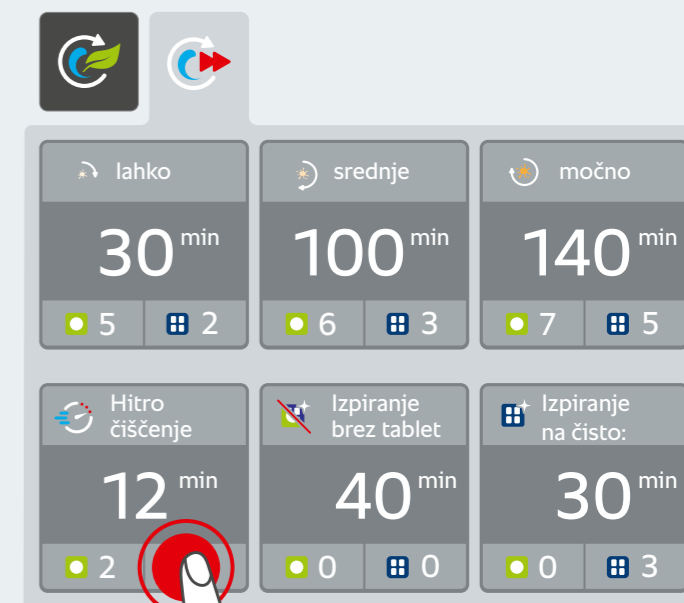 lahko
30 min
5 2
srednje
100 min
6 3
močno
140 min
7 5
Hitro
čiščenje
12 min
2
Izpiranje
brez tablet
40 min
0 0
Izpiranje
na čisto:
30 min
0 3